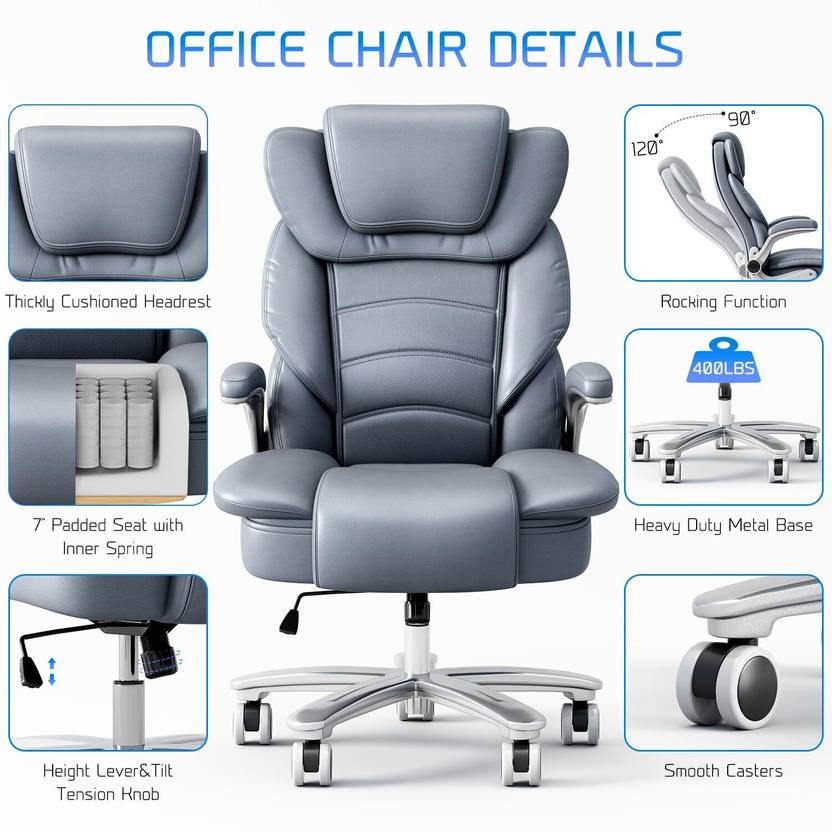 OFFICE CHAIR DETAILS
Thickly Cushioned Headrest
120°
90°
Rocking Function
7" Padded Seat with
Inner Spring
400LBS
Heavy Duty Metal Base
Height Lever&Tilt
Tension Knob
Smooth Casters